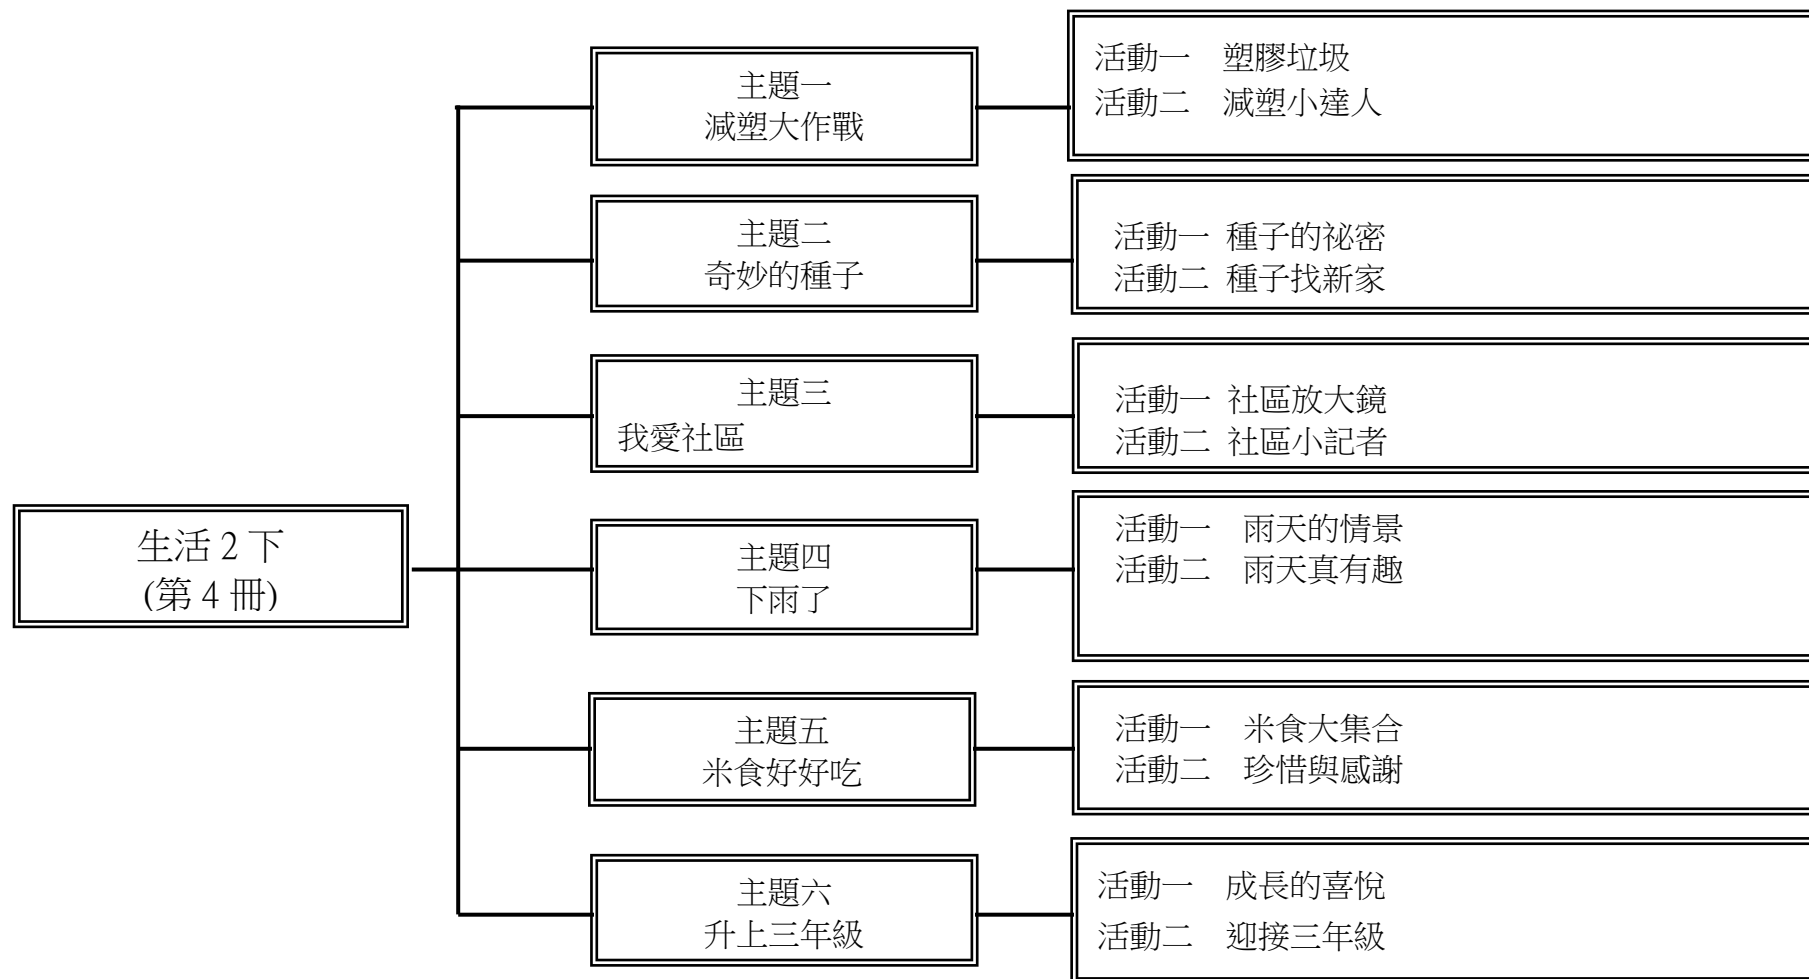 生活 2 下
(第 4 冊)
主題一
減塑大作戰
活動一　塑膠垃圾
活動二　減塑小達人
主題二
奇妙的種子
活動一 種子的祕密
活動二 種子找新家
主題三
我愛社區
活動一 社區放大鏡
活動二 社區小記者
主題四
下雨了
活動一　雨天的情景
活動二　雨天真有趣
主題五
米食好好吃
活動一　米食大集合
活動二　珍惜與感謝
主題六
升上三年級
活動一　成長的喜悅
活動二　迎接三年級